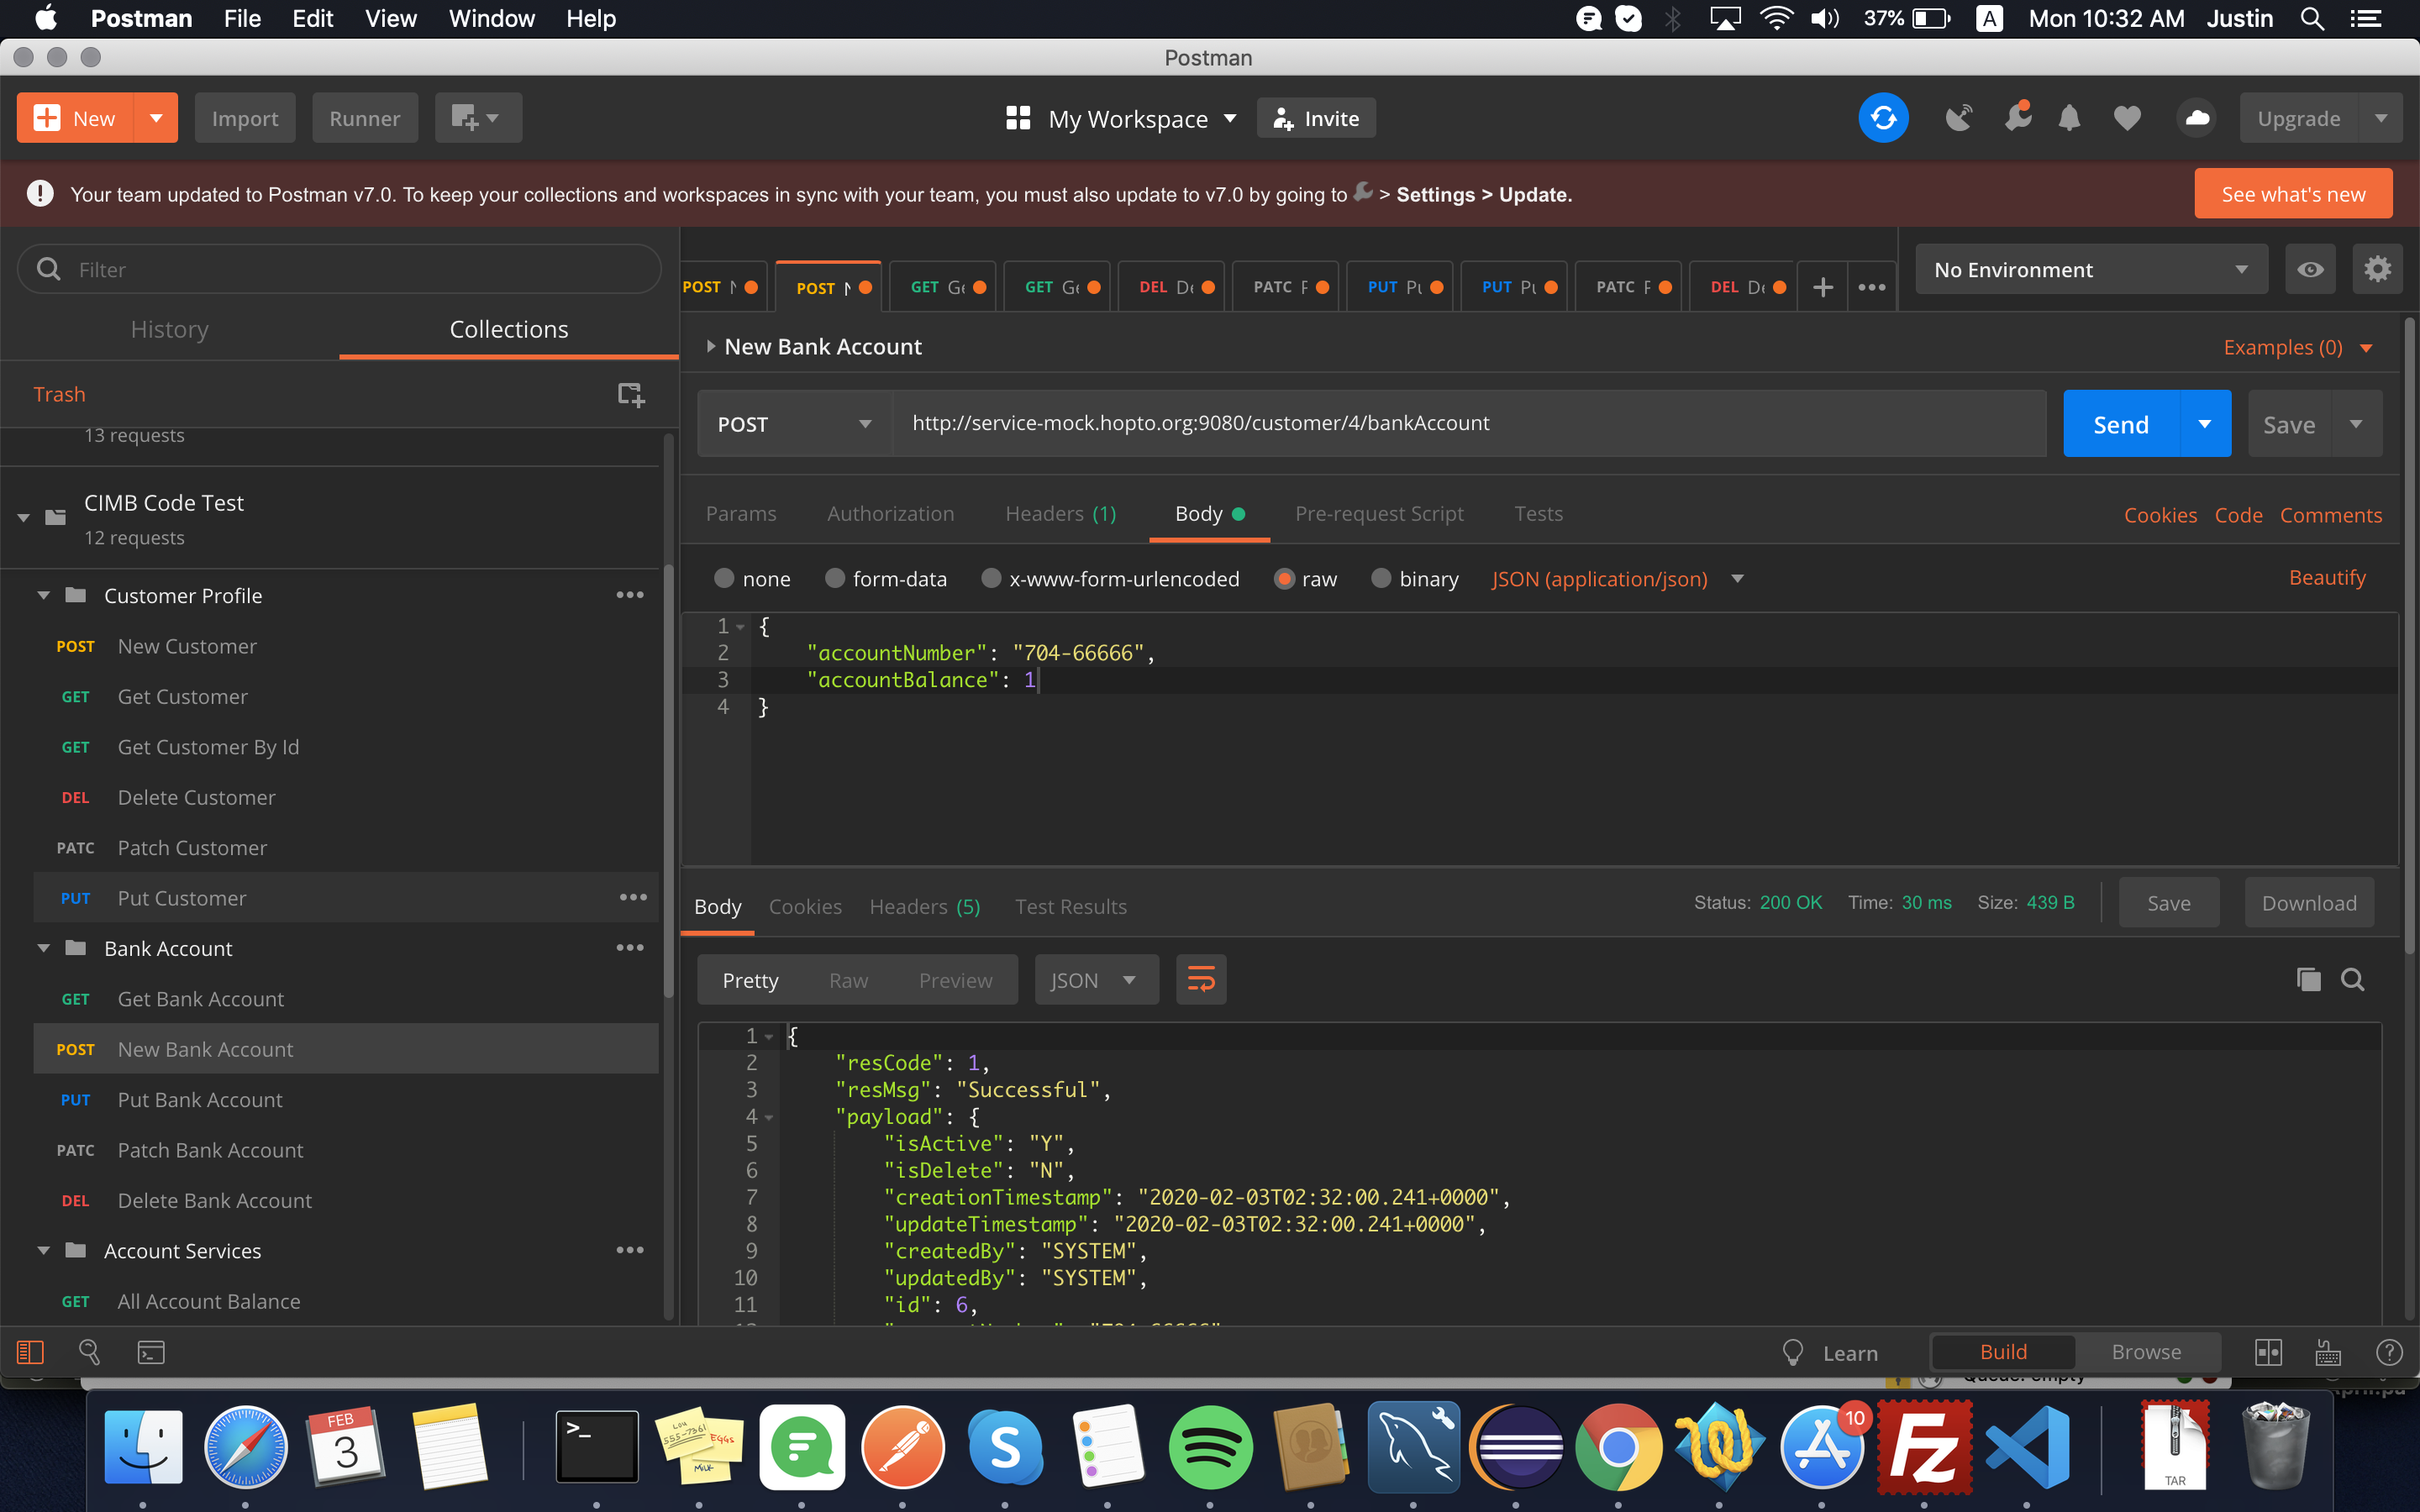 Postman File Edit View Window Help 37% A Mon 10:32 AM Justin
Postman
New Import Runner My Workspace Invite Upgrade
Your team updated to Postman v7.0. To keep your collections and workspaces in sync with your team, you must also update to v7.0 by going to > Settings > Update. See what's new
Filter
History Collections
Trash
13 requests
CIMB Code Test
12 requests
Customer Profile
POST New Customer
GET Get Customer
GET Get Customer By Id
DEL Delete Customer
PATC Patch Customer
PUT Put Customer
Bank Account
GET Get Bank Account
POST New Bank Account
PUT Put Bank Account
PATC Patch Bank Account
DEL Delete Bank Account
Account Services
GET All Account Balance
POST POST GET GET DEL PATC PUT PUT PATC DEL
No Environment
New Bank Account Examples (0)
POST http://service-mock.hopto.org:9080/customer/4/bankAccount Send Save
Params Authorization Headers (1) Body Pre-request Script Tests Cookies Code Comments
none form-data x-www-form-urlencoded raw binary JSON (application/json) Beautify
1 {
2 "accountNumber": "704-66666",
3 "accountBalance": 1
4 }
Body Cookies Headers (5) Test Results Status: 200 OK Time: 30 ms Size: 439 B Save Download
Pretty Raw Preview JSON
1 {
2 "resCode": 1,
3 "resMsg": "Successful",
4 "payload": {
5 "isActive": "Y",
6 "isDelete": "N",
7 "creationTimestamp": "2020-02-03T02:32:00.241+0000",
8 "updateTimestamp": "2020-02-03T02:32:00.241+0000",
9 "createdBy": "SYSTEM",
10 "updatedBy": "SYSTEM",
11 "id": 6,
Learn Build Browse
Queue: empty
FEB
3
555-7361
EGGS
MILK
S
10
Fz
TAR